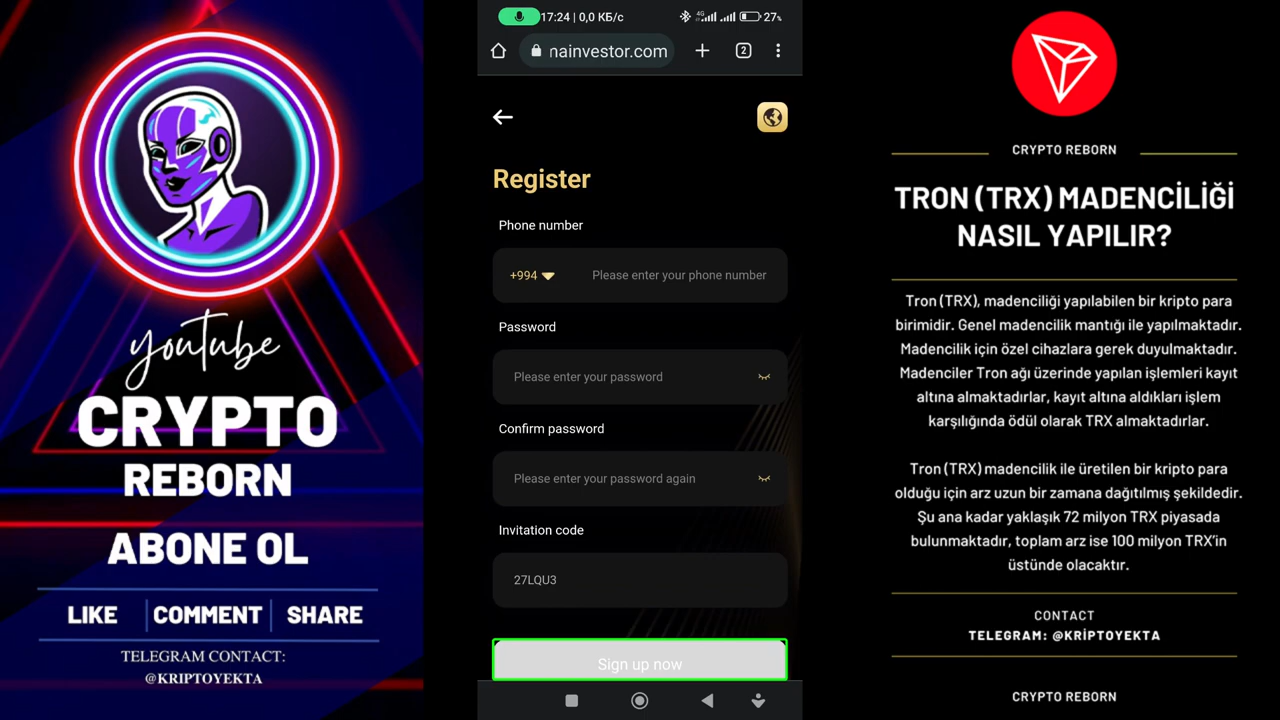 youtube
CRYPTO
REBORN
ABONE OL
LIKE
COMMENT
SHARE
TELEGRAM CONTACT:
@KRIPTOYEKTA
17:24 | 0,0 КБ/с
4G
27%
nainvestor.com
2
Register
Phone number
+994
Please enter your phone number
Password
Please enter your password
Confirm password
Please enter your password again
Invitation code
27LQU3
Sign up now
CRYPTO REBORN
TRON (TRX) MADENCİLİĞİ
NASIL YAPILIR?
Tron (TRX), madenciliği yapılabilen bir kripto para
birimidir. Genel madencilik mantığı ile yapılmaktadır.
Madencilik için özel cihazlara gerek duyulmaktadır.
Madenciler Tron ağı üzerinde yapılan işlemleri kayıt
altına almaktadırlar, kayıt altına aldıkları işlem
karşılığında ödül olarak TRX almaktadırlar.
Tron (TRX) madencilik ile üretilen bir kripto para
olduğu için arz uzun bir zamana dağıtılmış şekildedir.
Şu ana kadar yaklaşık 72 milyon TRX piyasada
bulunmaktadır, toplam arz ise 100 milyon TRX'in
üstünde olacaktır.
CONTACT
TELEGRAM: @KRİPTOYEKTA
CRYPTO REBORN